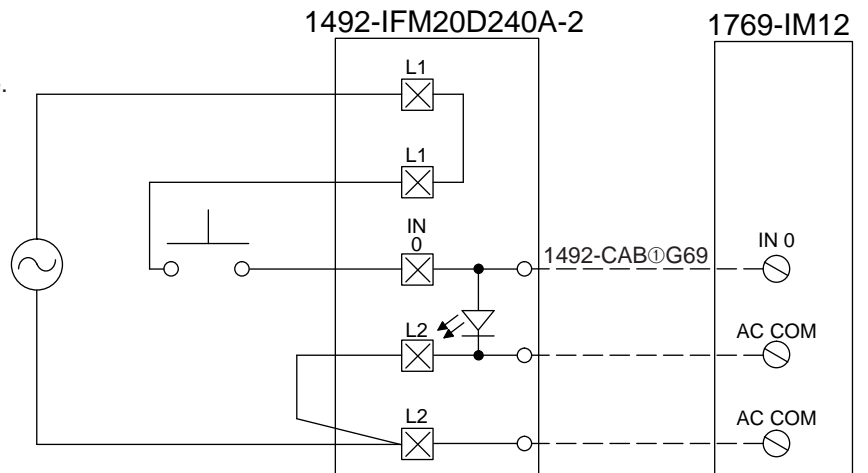 1492-IFM20D240A-2
1769-IM12
.
L1
L1
IN
0
1492-CAB①G69
IN 0
L2
AC COM
L2
AC COM